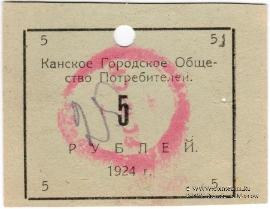 5 5
Канское Городское Обще-
ство Потребителей.
5
РУБЛЕЙ.
1924 г.
5 5